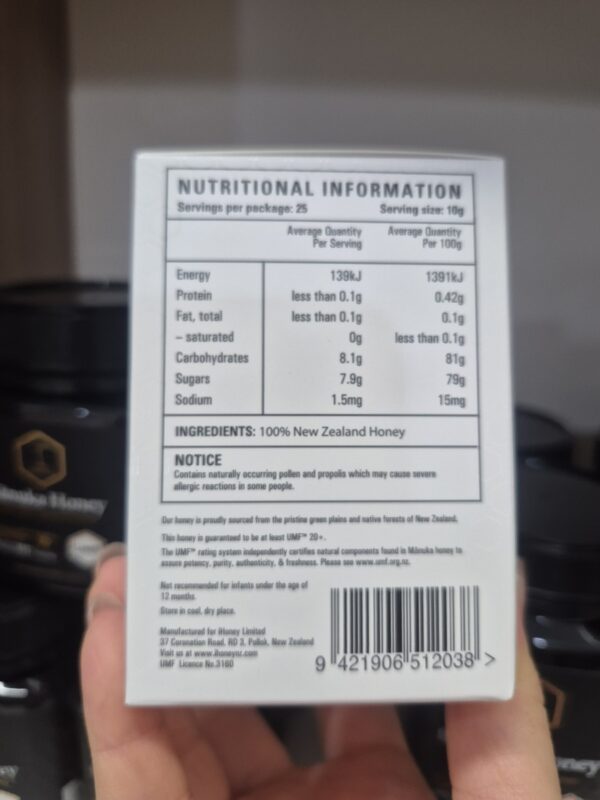 NUTRITIONAL INFORMATION
Servings per package: 25 Serving size: 10g
Average Quantity Per Serving Average Quantity Per 100g
Energy 139kJ 1391kJ
Protein less than 0.1g 0.42g
Fat, total less than 0.1g 0.1g
– saturated 0g less than 0.1g
Carbohydrates 8.1g 81g
Sugars 7.9g 79g
Sodium 1.5mg 15mg
INGREDIENTS: 100% New Zealand Honey
NOTICE
Contains naturally occurring pollen and propolis which may cause severe
allergic reactions in some people.
Our honey is proudly sourced from the pristine green plains and native forests of New Zealand.
This honey is guaranteed to be at least UMF™ 20+.
The UMF™ rating system independently certifies natural components found in Mānuka honey to
assure potency, purity, authenticity, & freshness. Please see www.umf.org.nz.
Not recommended for infants under the age of
12 months.
Store in cool, dry place.
Manufactured for iHoney Limited
37 Coronation Road, RD 3, Pollok, New Zealand
Visit us at www.ihoneynz.com
UMF Licence No.3160
9 421906 512038 >
Honey